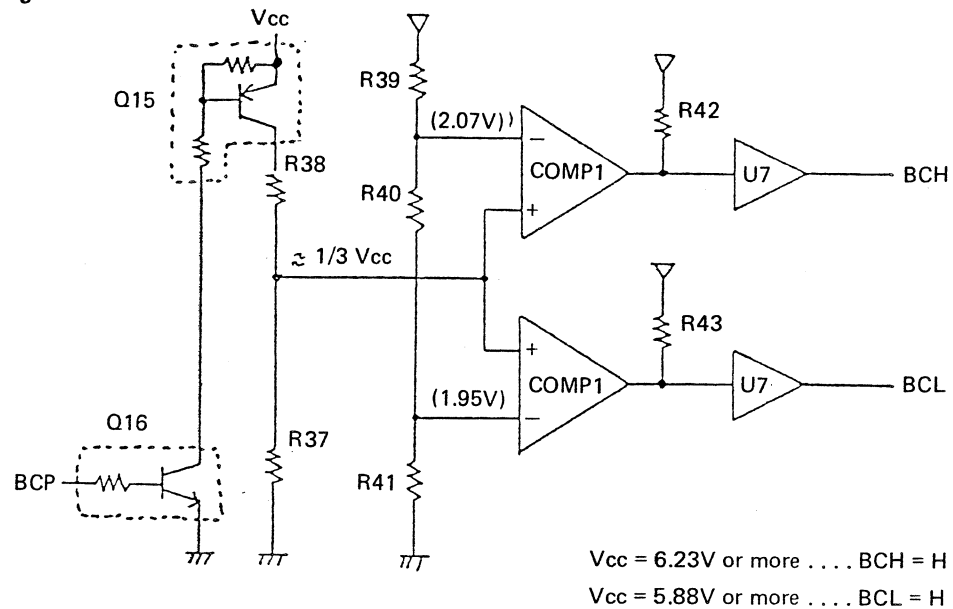 Vcc
Q15
R39
(2.07V)
R42
R38
COMP1
U7
BCH
R40
≈ 1/3 Vcc
R43
COMP1
U7
BCL
(1.95V)
Q16
R37
BCP
R41
Vcc = 6.23V or more .... BCH = H
Vcc = 5.88V or more .... BCL = H